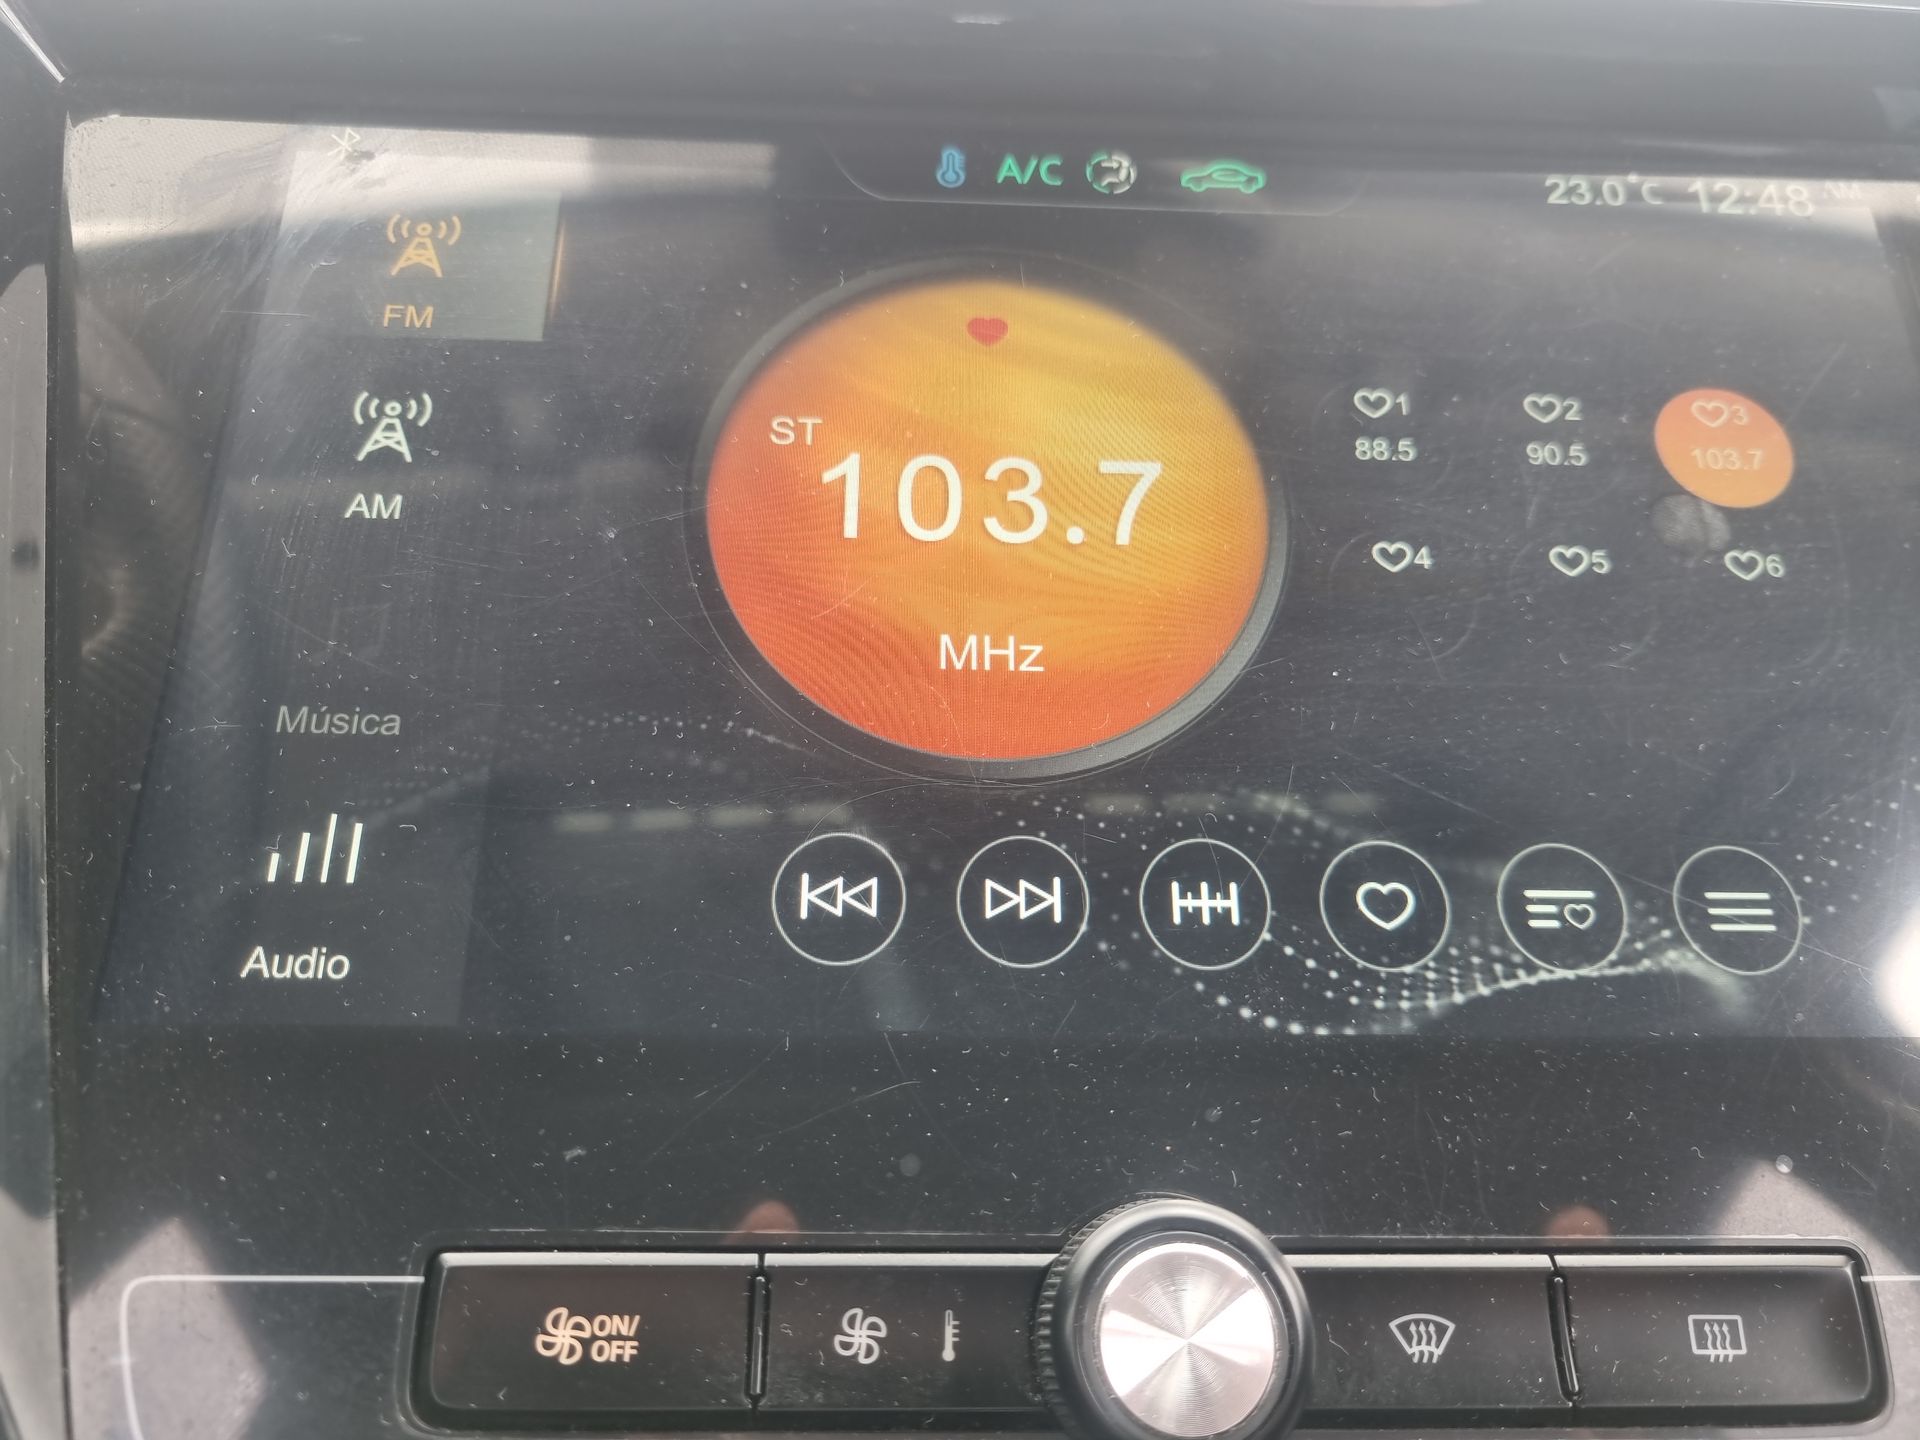 A/C
23.0°C 12:48 AM
FM
ST
103.7
MHz
1
88.5
2
90.5
3
103.7
AM
4
5
6
Música
Audio
ON/
OFF